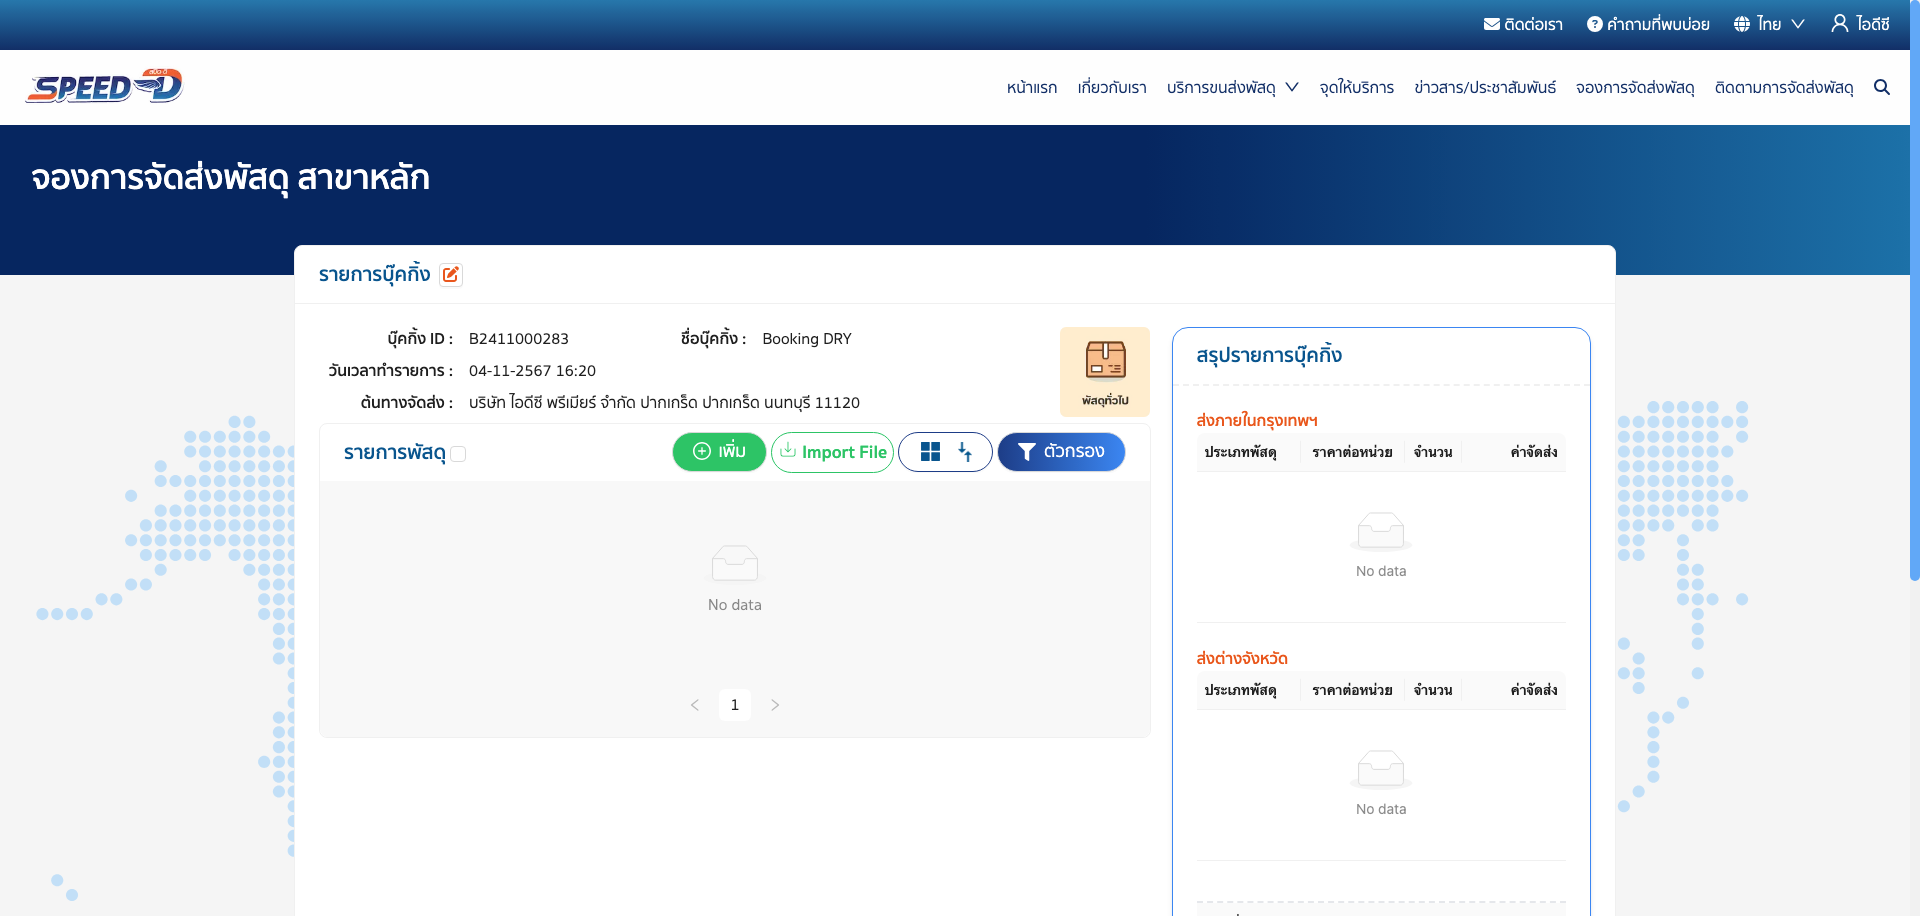 ติดต่อเรา คำถามที่พบบ่อย ไทย ไอดีซี
สปีด-ดี
SPEED-D
หน้าแรก เกี่ยวกับเรา บริการขนส่งพัสดุ จุดให้บริการ ข่าวสาร/ประชาสัมพันธ์ จองการจัดส่งพัสดุ ติดตามการจัดส่งพัสดุ
จองการจัดส่งพัสดุ สาขาหลัก
รายการบุ๊คกิ้ง
บุ๊คกิ้ง ID : B2411000283 ชื่อบุ๊คกิ้ง : Booking DRY
วันเวลาทำรายการ : 04-11-2567 16:20
ต้นทางจัดส่ง : บริษัท ไอดีซี พรีเมียร์ จำกัด ปากเกร็ด ปากเกร็ด นนทบุรี 11120
พัสดุทั่วไป
รายการพัสดุ
เพิ่ม Import File ตัวกรอง
No data
1
สรุปรายการบุ๊คกิ้ง
ส่งภายในกรุงเทพฯ
ประเภทพัสดุ ราคาต่อหน่วย จำนวน ค่าจัดส่ง
No data
ส่งต่างจังหวัด
ประเภทพัสดุ ราคาต่อหน่วย จำนวน ค่าจัดส่ง
No data